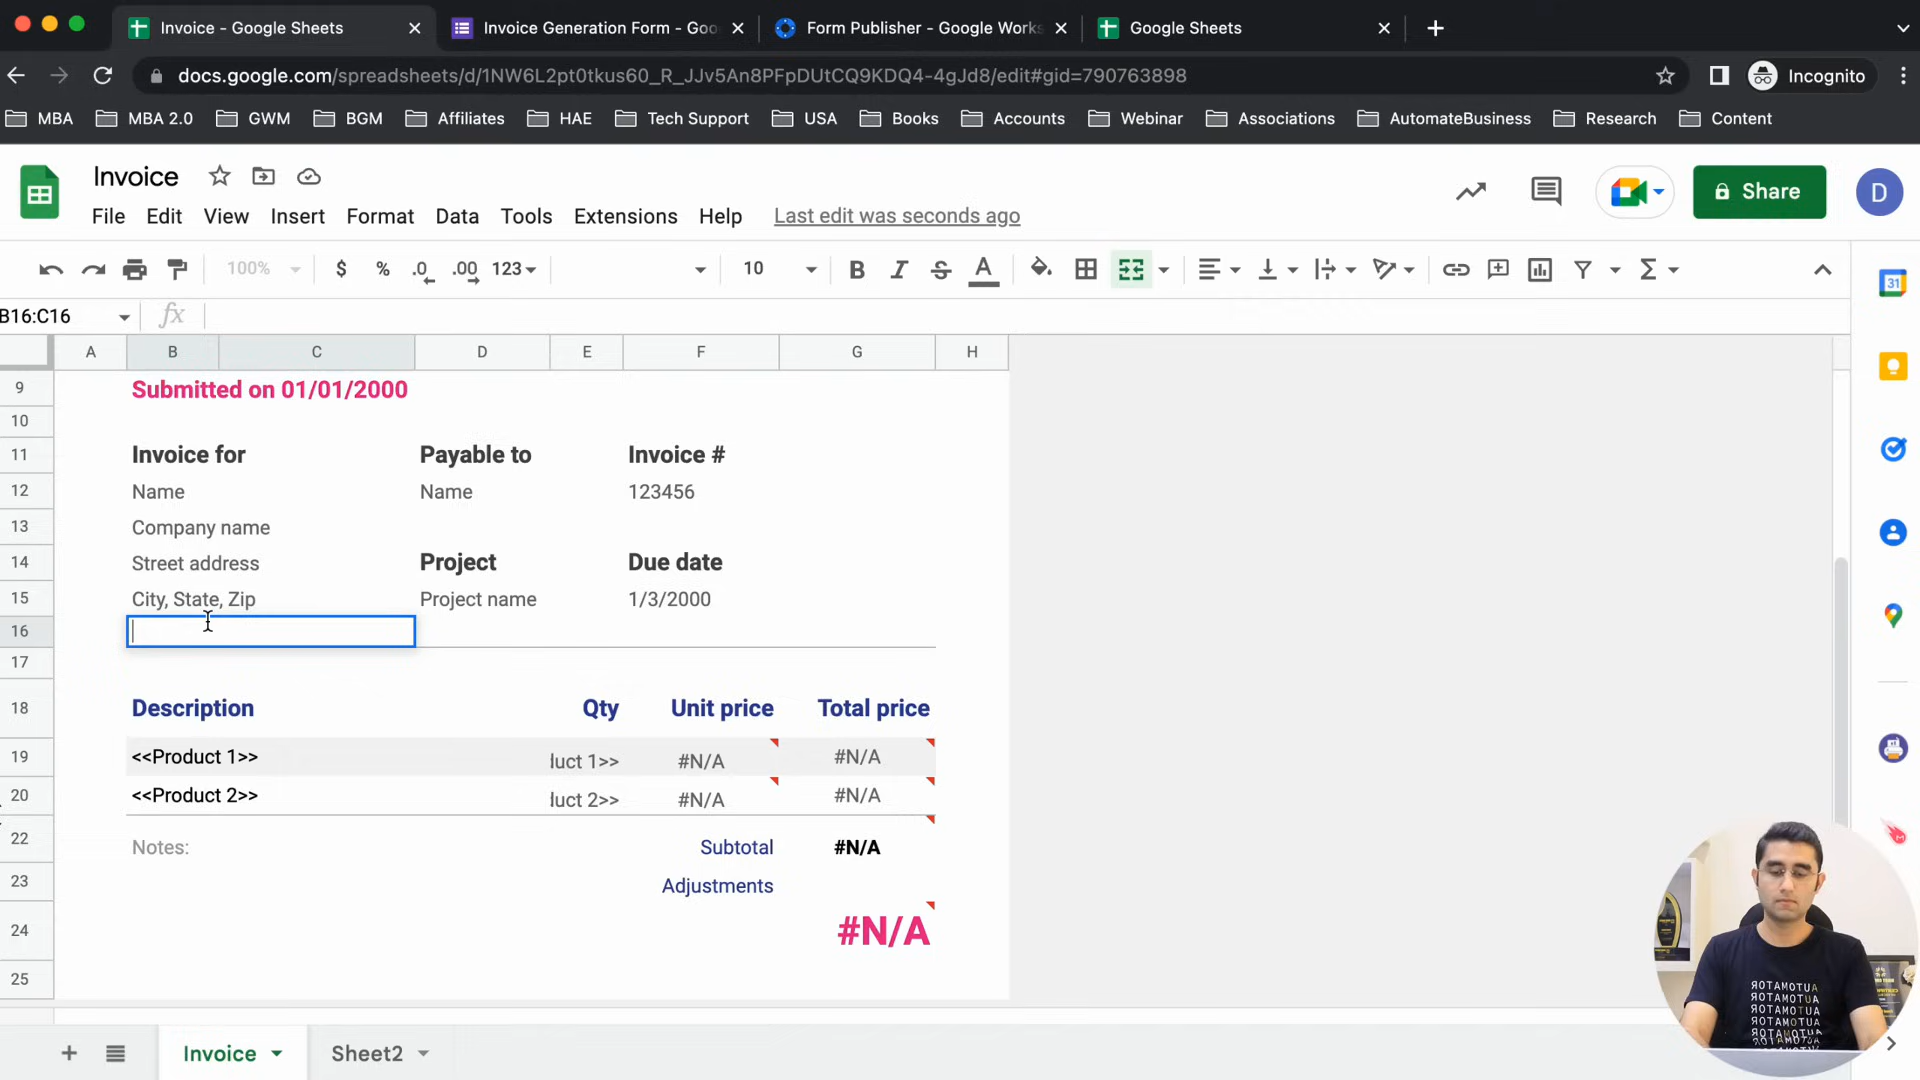 Invoice - Google Sheets
Invoice Generation Form - Goo
Form Publisher - Google Works
Google Sheets
docs.google.com/spreadsheets/d/1NW6L2pt0tkus60_R_JJv5An8PFpDUtCQ9KDQ4-4gJd8/edit#gid=790763898
Incognito
MBA
MBA 2.0
GWM
BGM
Affiliates
HAE
Tech Support
USA
Books
Accounts
Webinar
Associations
AutomateBusiness
Research
Content
Invoice
Share
D
File Edit View Insert Format Data Tools Extensions Help Last edit was seconds ago
100% $ % .0 .00 123 10 B I S A
B16:C16 fx
31
A B C D E F G H
9 Submitted on 01/01/2000
10
11 Invoice for Payable to Invoice #
12 Name Name 123456
13 Company name
14 Street address Project Due date
15 City, State, Zip Project name 1/3/2000
16
17
18 Description Qty Unit price Total price
19 <<Product 1>> luct 1>> #N/A #N/A
20 <<Product 2>> luct 2>> #N/A #N/A
22 Notes: Subtotal #N/A
23 Adjustments
24 #N/A
25
Invoice Sheet2